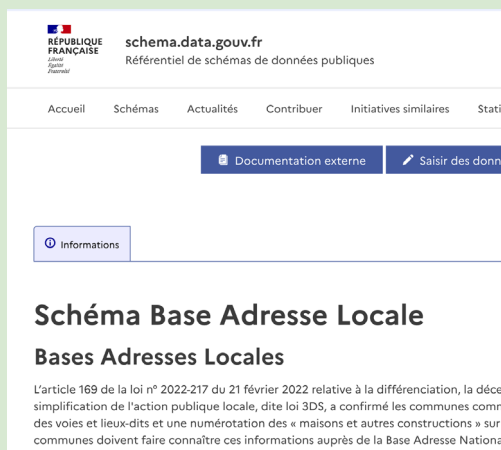 RÉPUBLIQUE
FRANÇAISE
Liberté
Égalité
Fraternité
schema.data.gouv.fr
Référentiel de schémas de données publiques
Accueil Schémas Actualités Contribuer Initiatives similaires Stati
Documentation externe Saisir des donn
Informations
Schéma Base Adresse Locale
Bases Adresses Locales
L'article 169 de la loi n° 2022-217 du 21 février 2022 relative à la différenciation, la déce
simplification de l'action publique locale, dite loi 3DS, a confirmé les communes comm
des voies et lieux-dits et une numérotation des « maisons et autres constructions » sur
communes doivent faire connaître ces informations auprès de la Base Adresse Nationa